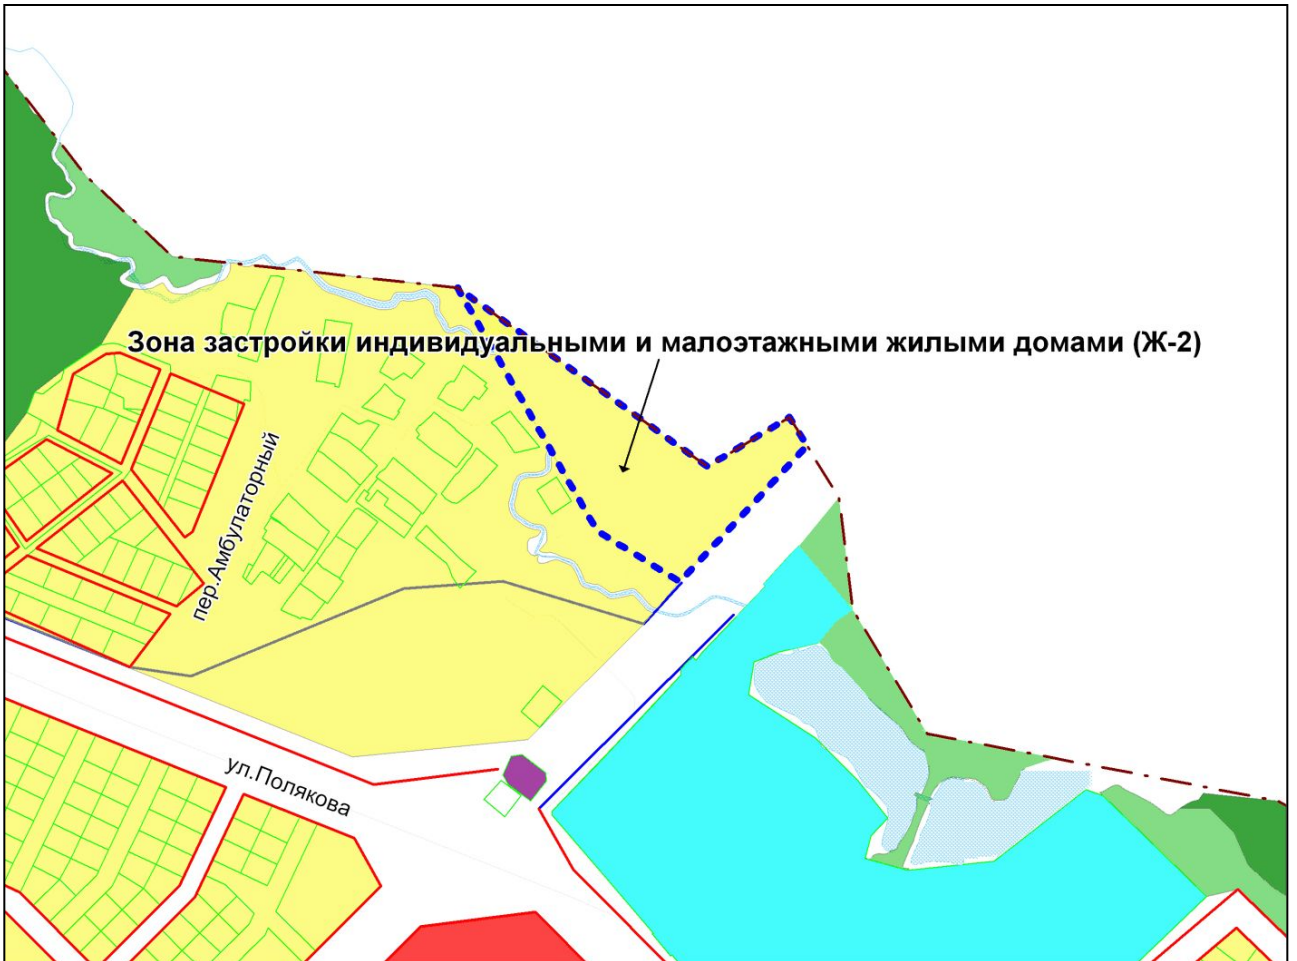 Зона застройки индивидуальными и малоэтажными жилыми домами (Ж-2)
пер.Амбулаторный
ул.Полякова